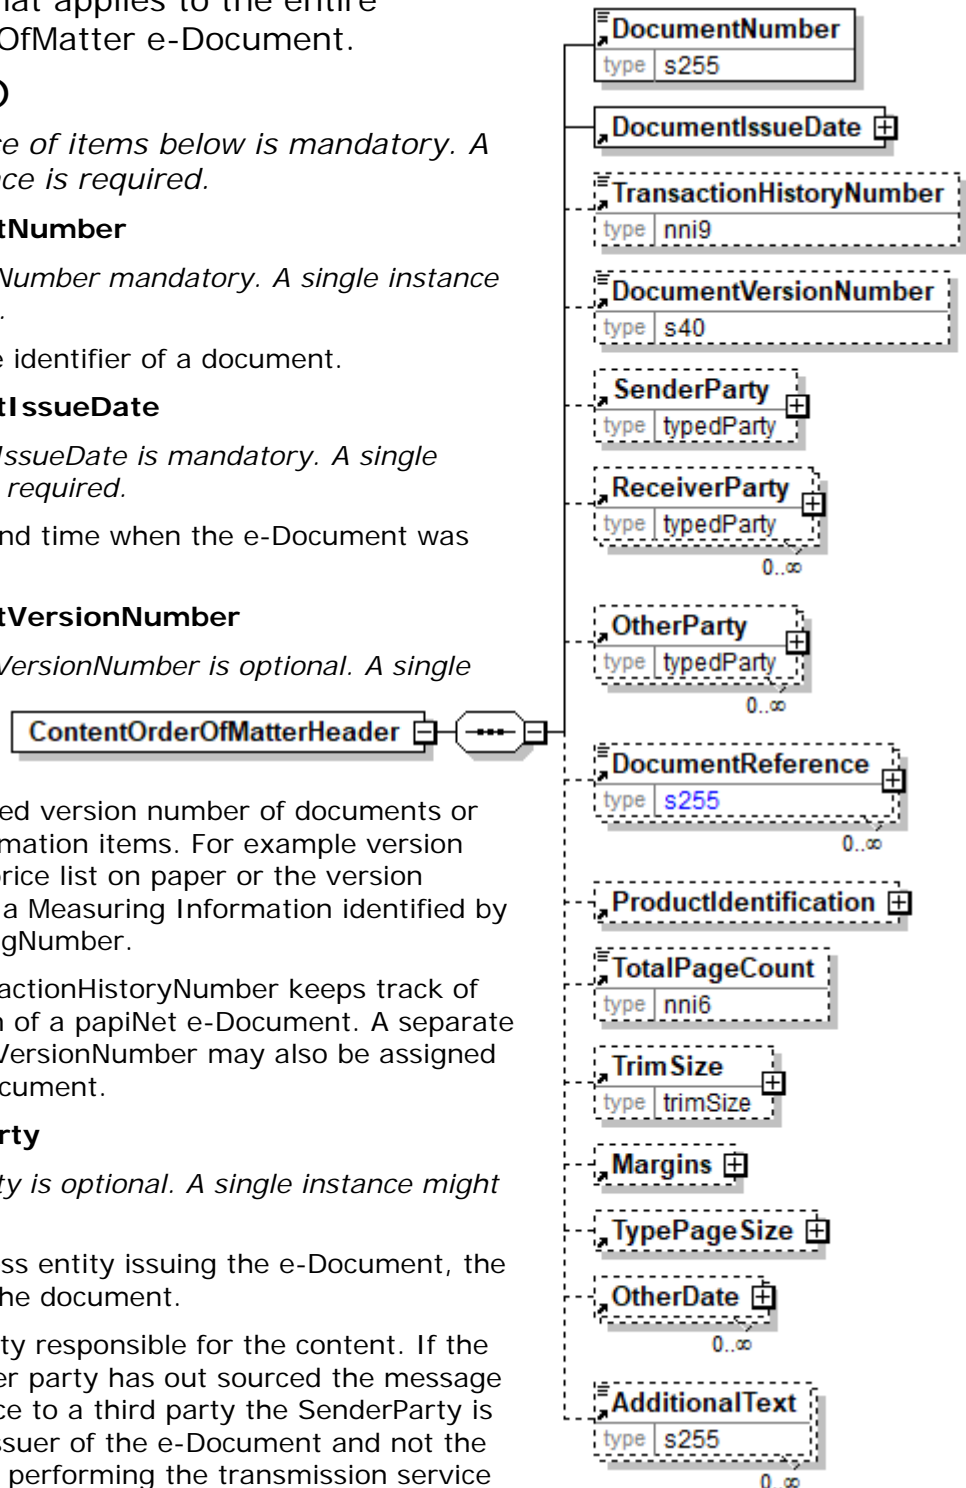 hat applies to the entire
OfMatter e-Document.
)
ce of items below is mandatory. A
nce is required.
tNumber
Number mandatory. A single instance
.
e identifier of a document.
tIssueDate
IssueDate is mandatory. A single
required.
nd time when the e-Document was
tVersionNumber
VersionNumber is optional. A single
ed version number of documents or
mation items. For example version
price list on paper or the version
a Measuring Information identified by
gNumber.
actionHistoryNumber keeps track of
n of a papiNet e-Document. A separate
VersionNumber may also be assigned
cument.
rty
ty is optional. A single instance might
ss entity issuing the e-Document, the
he document.
ty responsible for the content. If the
er party has out sourced the message
ce to a third party the SenderParty is
ssuer of the e-Document and not the
performing the transmission service
ContentOrderOfMatterHeader
DocumentNumber
type s255
DocumentIssueDate
TransactionHistoryNumber
type nni9
DocumentVersionNumber
type s40
SenderParty
type typedParty
ReceiverParty
type typedParty
0..∞
OtherParty
type typedParty
0..∞
DocumentReference
type s255
0..∞
ProductIdentification
TotalPageCount
type nni6
TrimSize
type trimSize
Margins
TypePageSize
OtherDate
0..∞
AdditionalText
type s255
0..∞